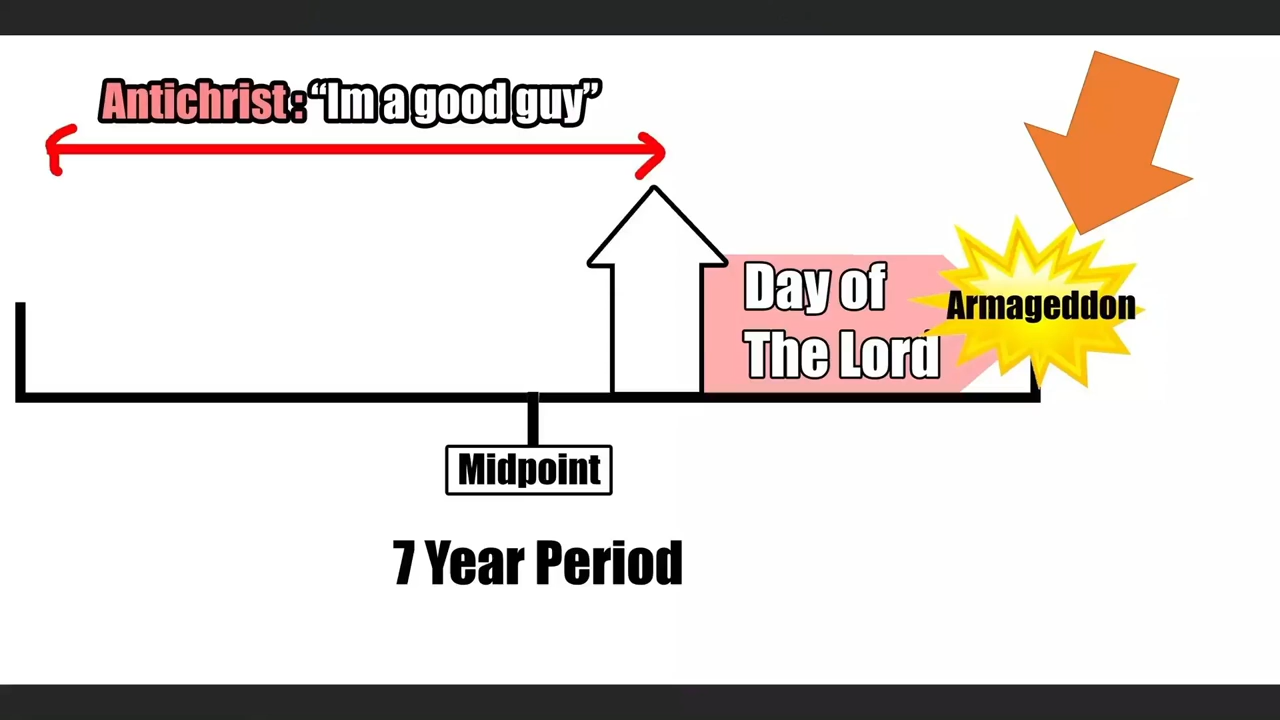 Antichrist: “Im a good guy”
Day of
The Lord
Armageddon
Midpoint
7 Year Period